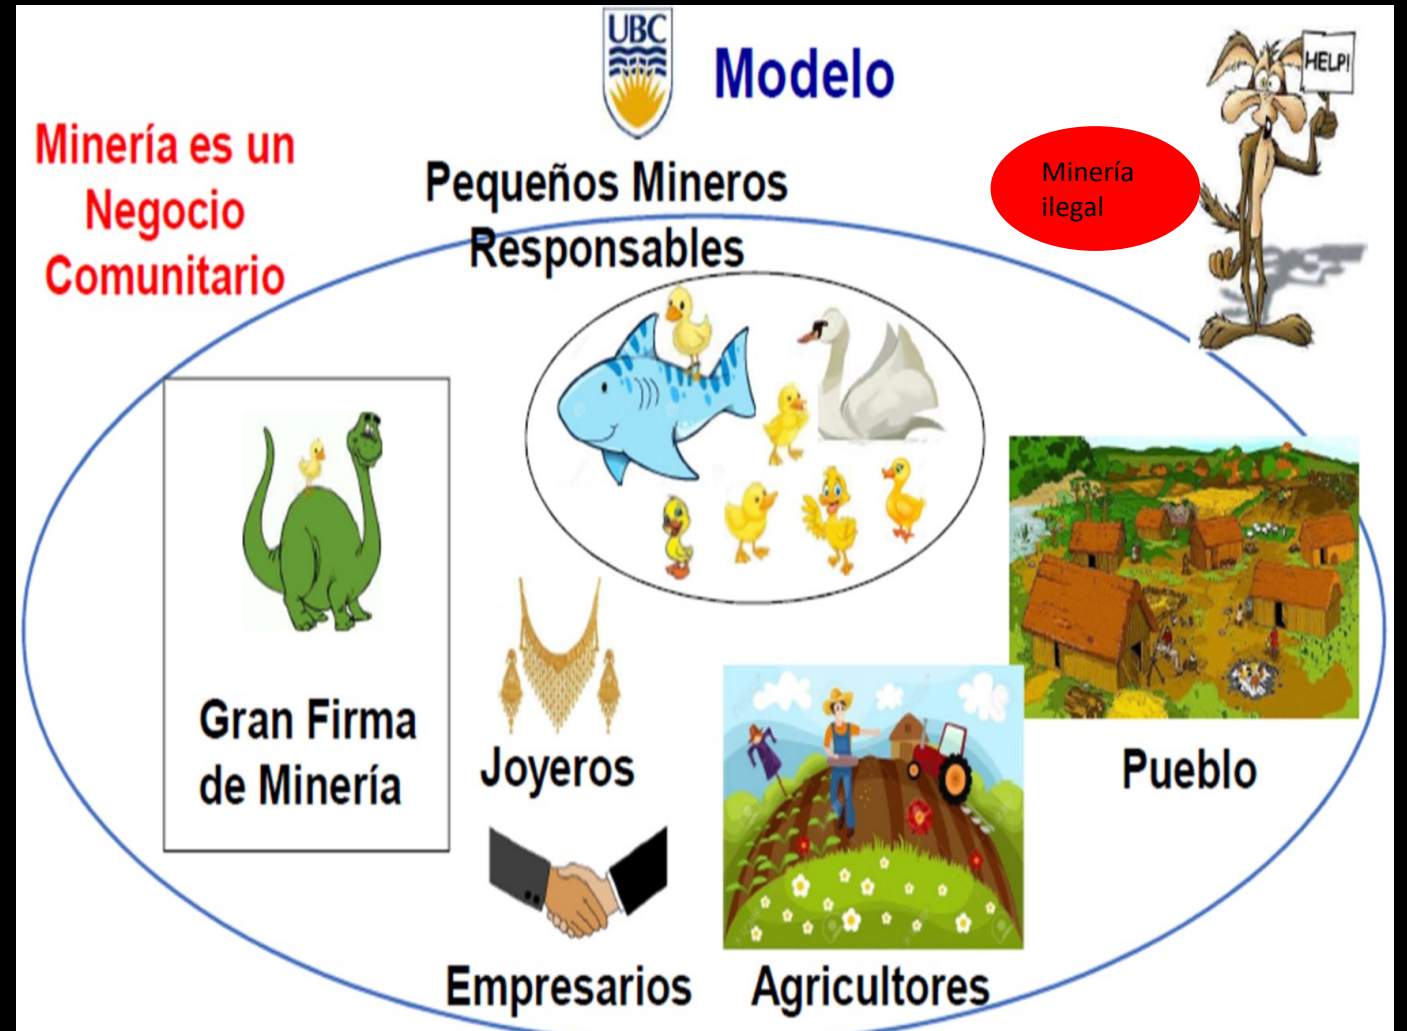 UBC
Modelo
HELP!
Minería es un
Negocio
Comunitario
Pequeños Mineros
Responsables
Minería
ilegal
Gran Firma
de Minería
Joyeros
Pueblo
Empresarios
Agricultores